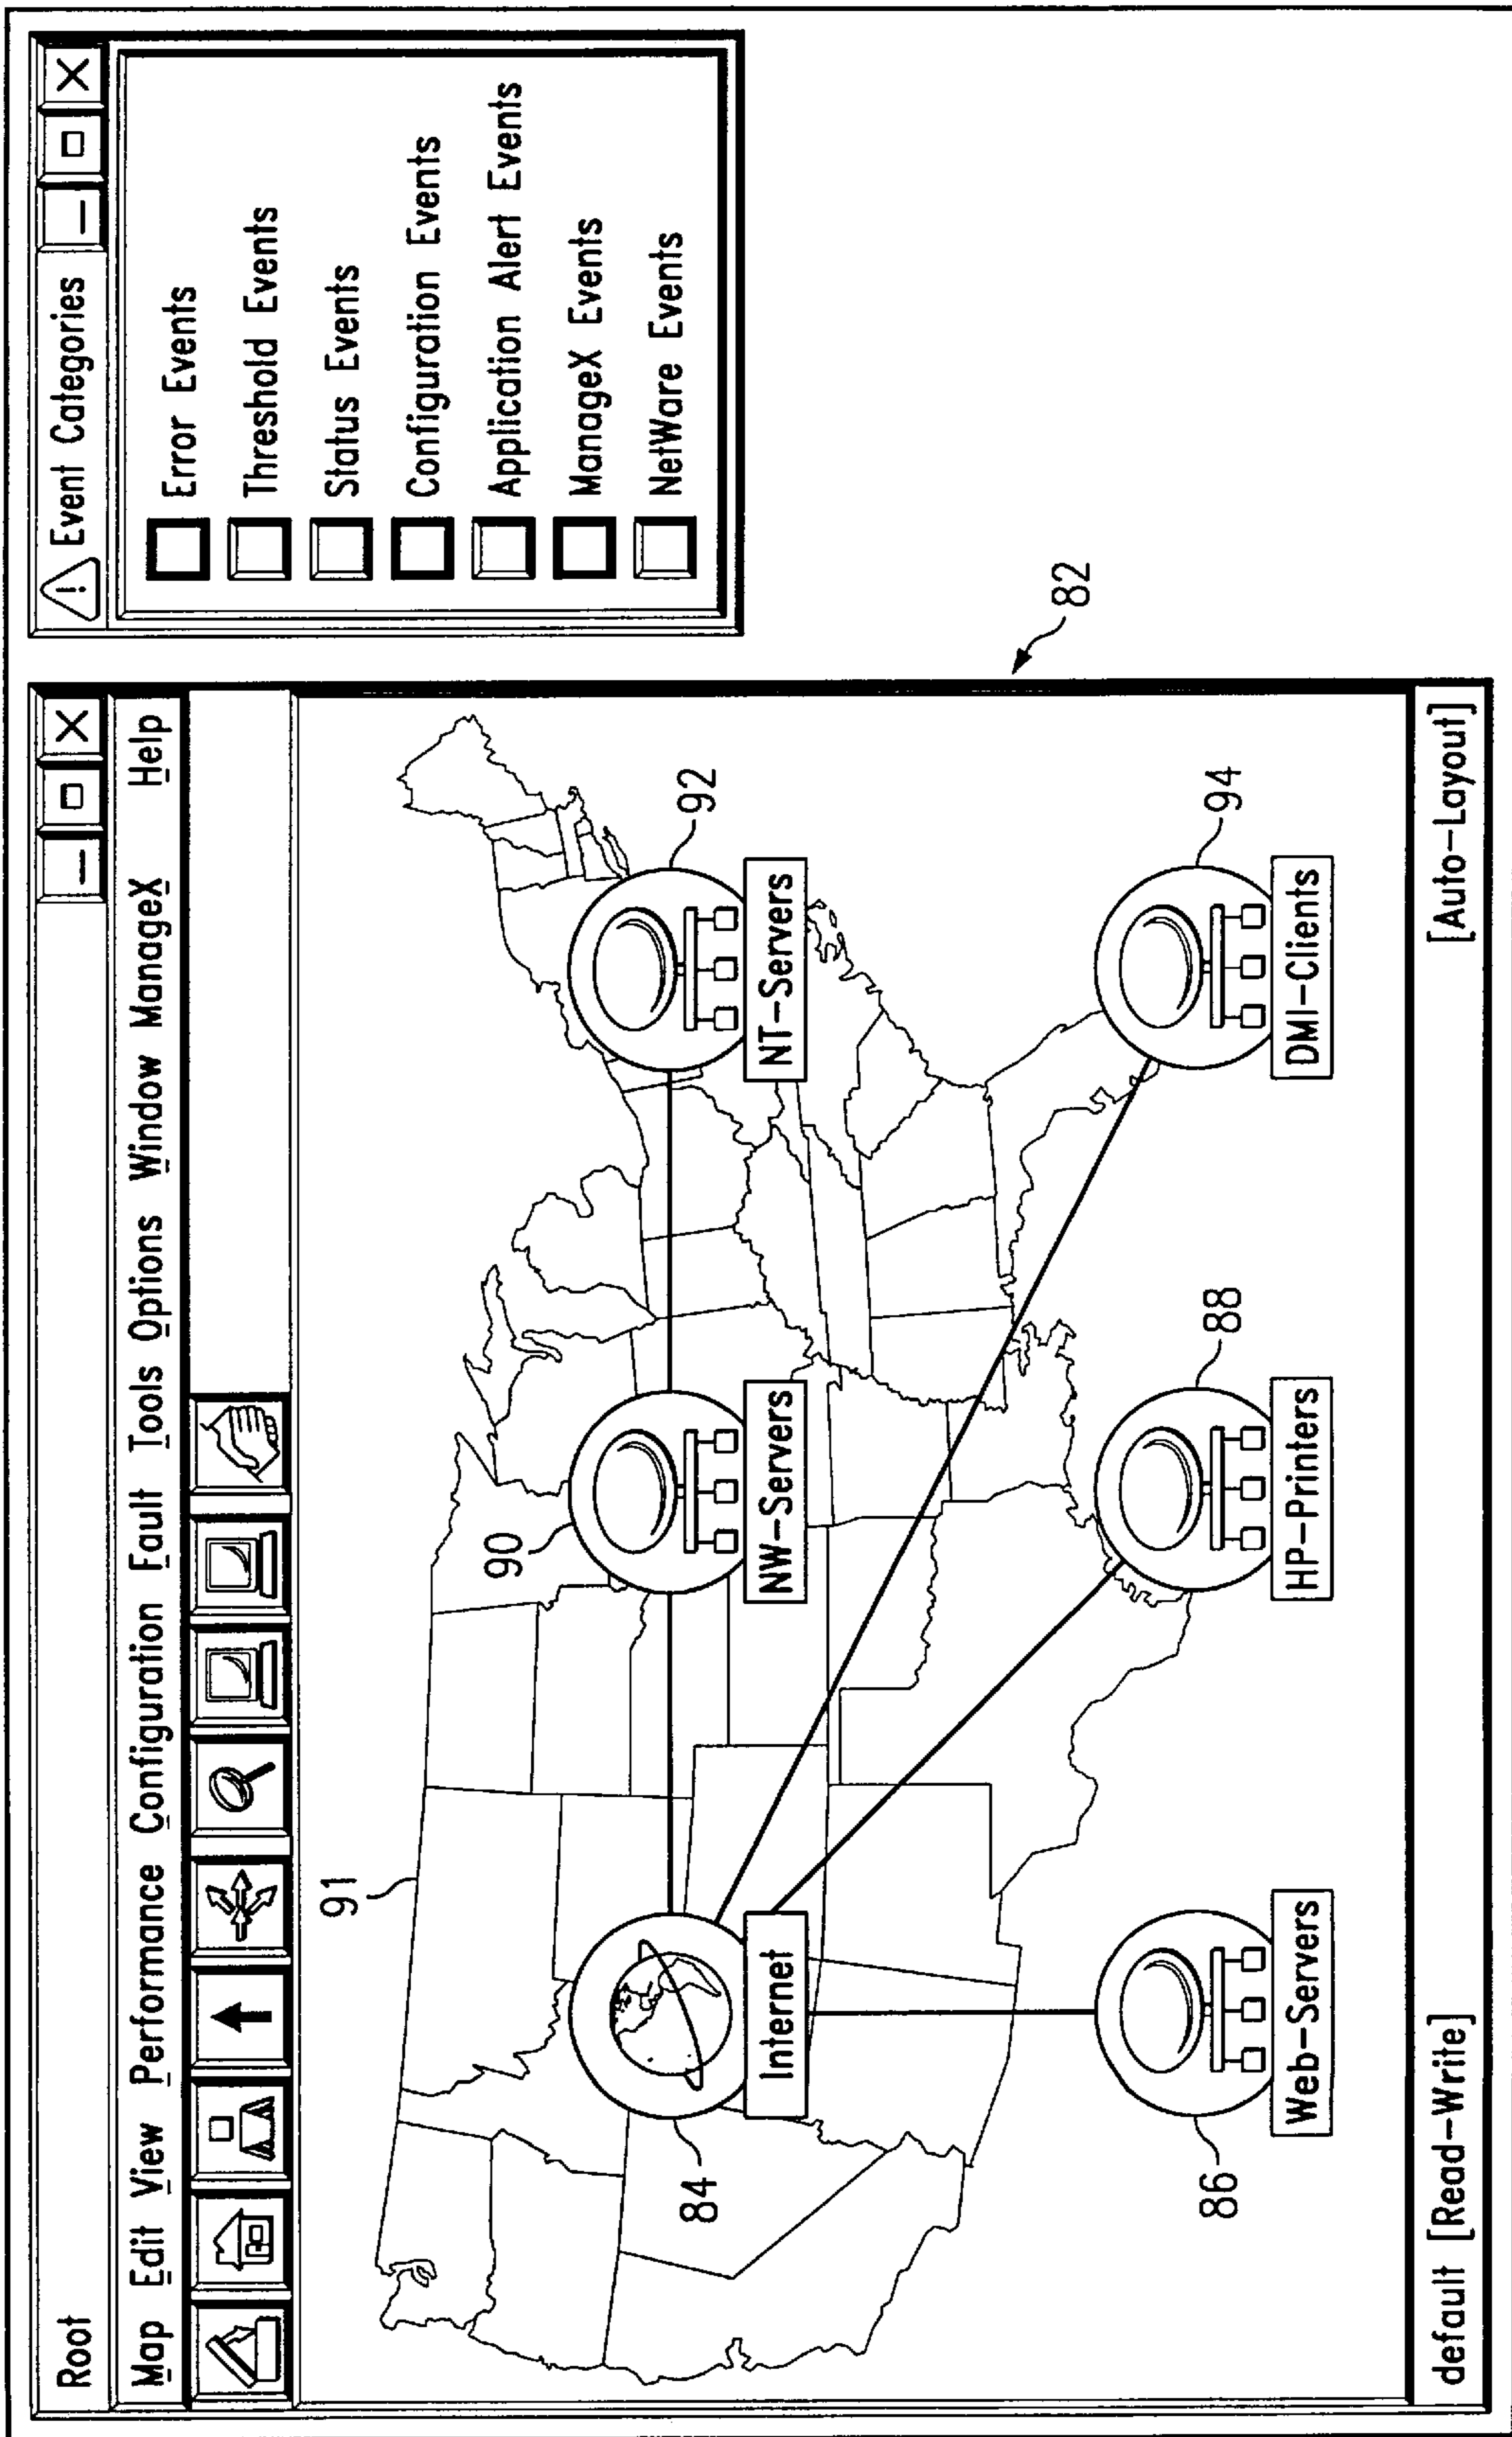 Root
Map Edit View Performance Configuration Fault Tools Options Window ManageX Help
91
90
84
92
Internet
NW-Servers
NT-Servers
86
88
94
Web-Servers
HP-Printers
DMI-Clients
default [Read-Write] [Auto-Layout]
82
! Event Categories
Error Events
Threshold Events
Status Events
Configuration Events
Application Alert Events
ManageX Events
NetWare Events